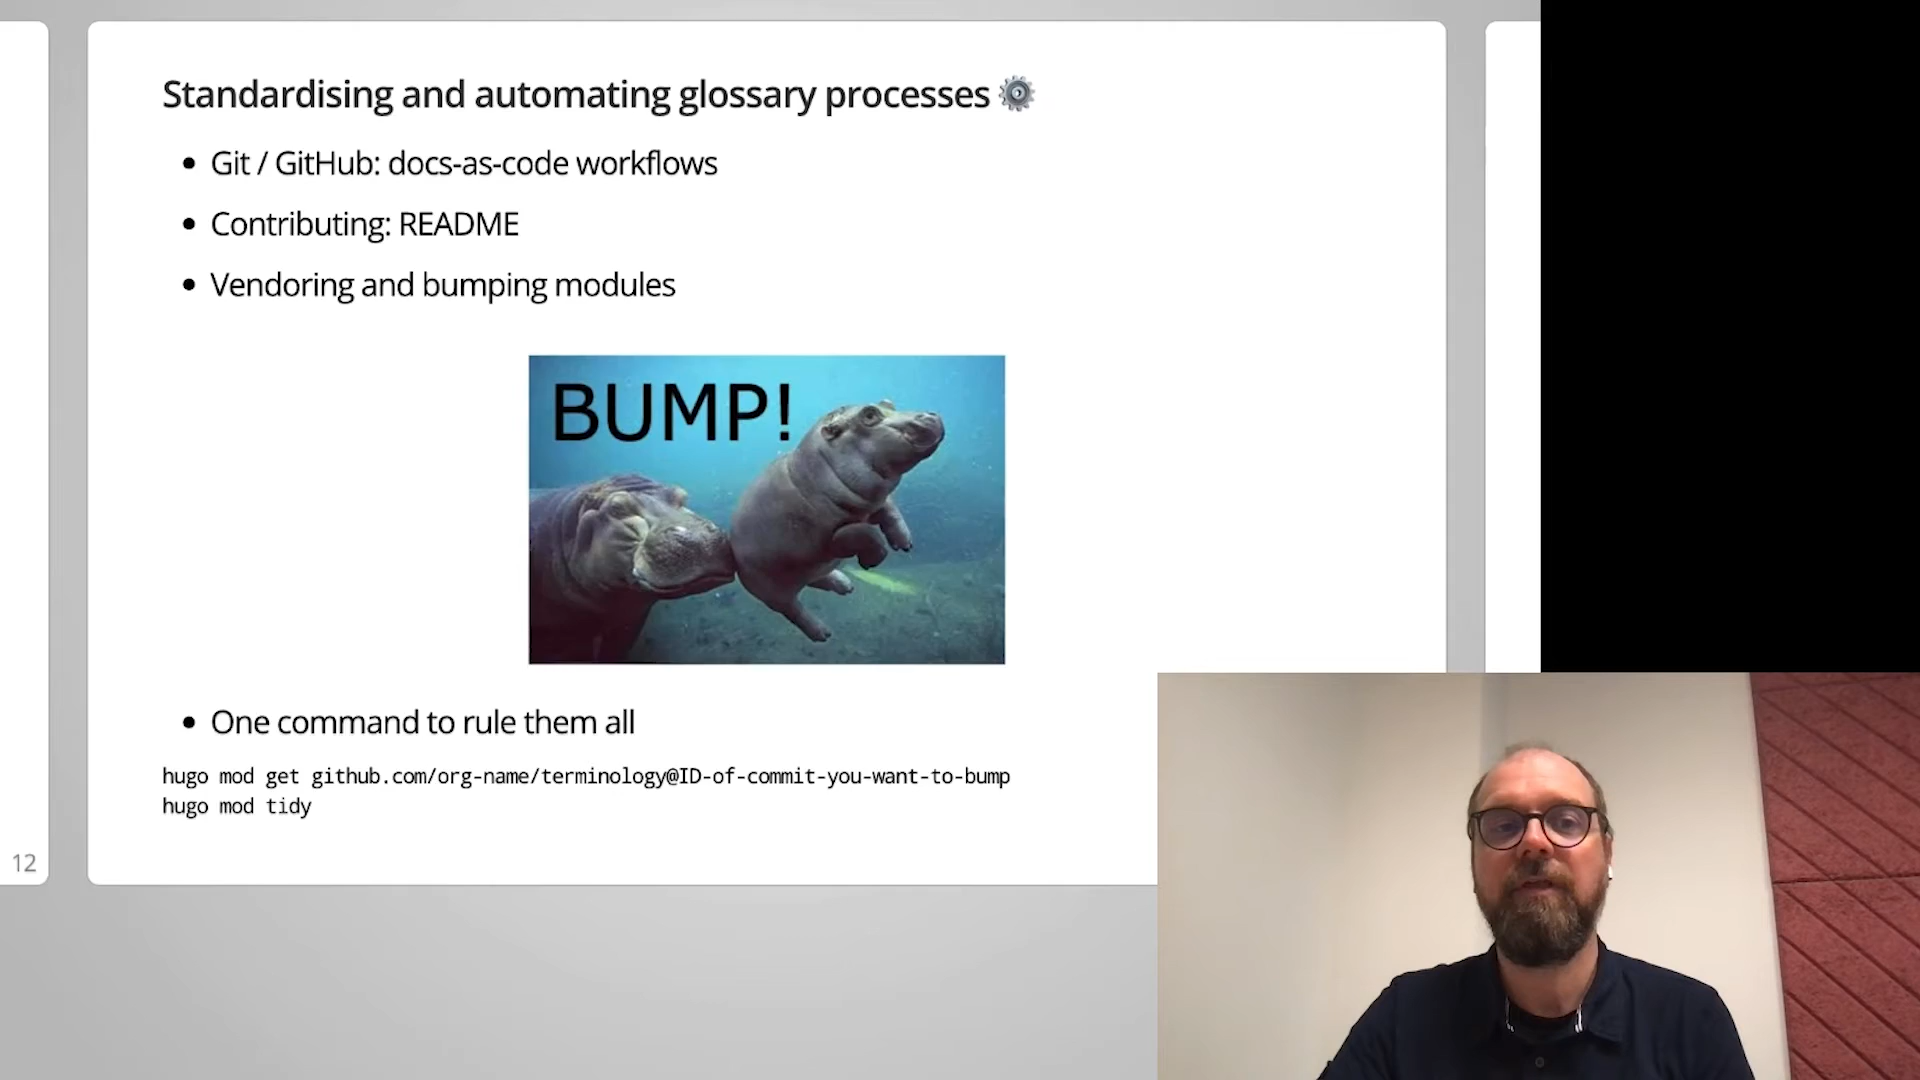 Standardising and automating glossary processes
Git / GitHub: docs-as-code workflows
Contributing: README
Vendoring and bumping modules
BUMP!
One command to rule them all
hugo mod get github.com/org-name/terminology@ID-of-commit-you-want-to-bump
hugo mod tidy
12